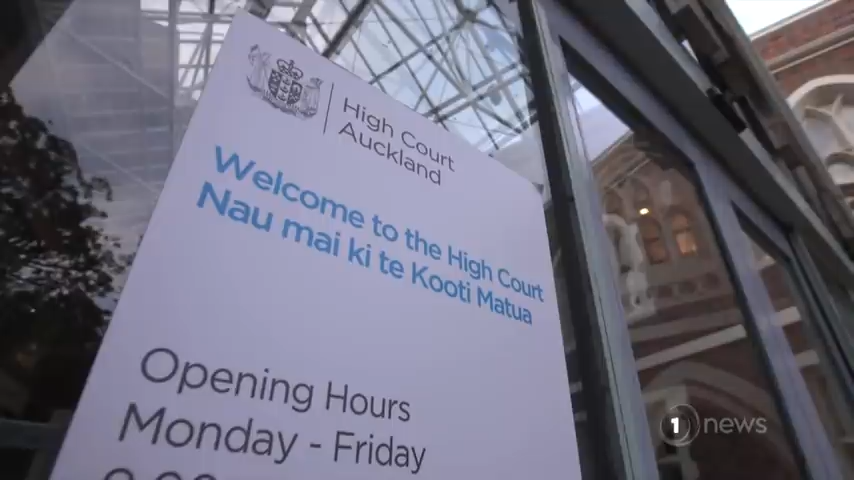 High Court
Auckland
Welcome to the High Court
Nau mai ki te Kooti Matua
Opening Hours
Monday - Friday
1 news